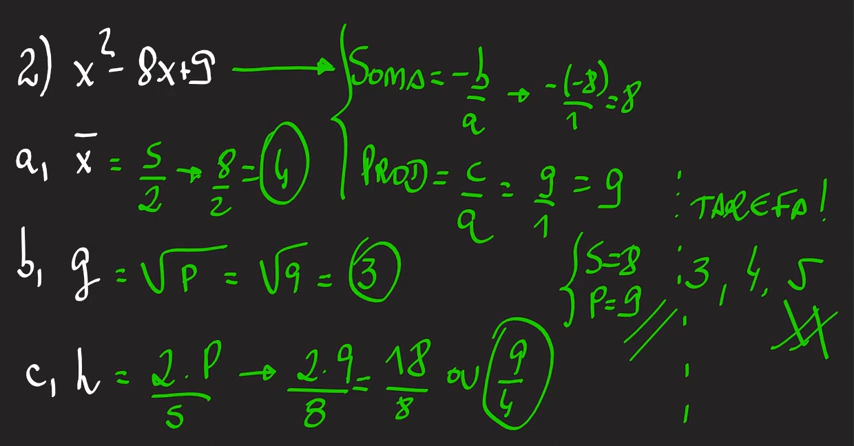 2) x² - 8x + 9 → { SOMA = -b/a → -(-8)/1 = 8
PROD = c/a = 9/1 = 9
a, x̄ = S/2 → 8/2 = 4
b, g = √P = √9 = 3
c, h = 2.P/S → 2.9/8 = 18/8 ou 9/4
{ S=8
P=9
TAREFA!
3, 4, 5